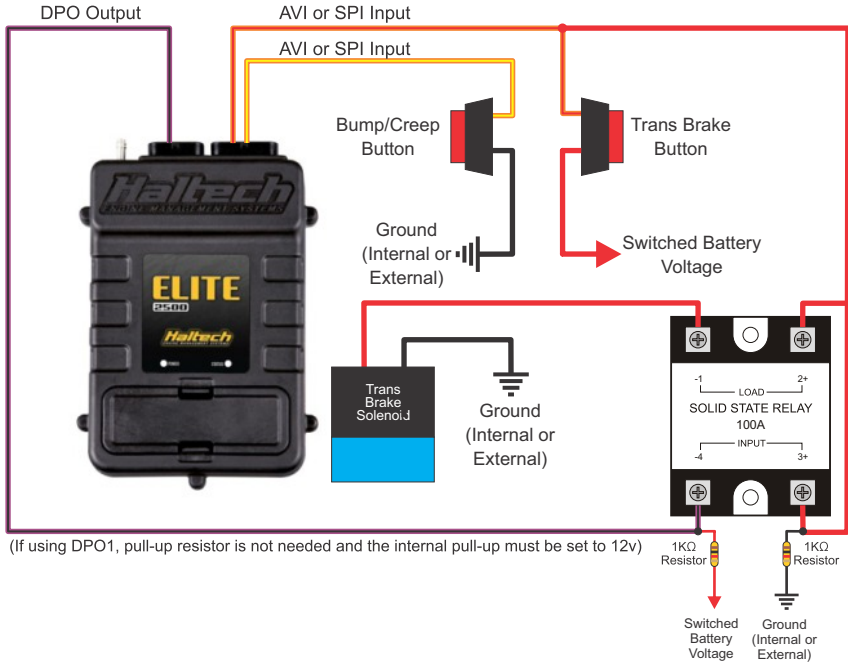 DPO Output
AVI or SPI Input
AVI or SPI Input
Bump/Creep
Button
Trans Brake
Button
Haltech
ENGINE MANAGEMENT SYSTEMS
Ground
(Internal or
External)
Switched Battery
Voltage
ELITE
2500
Haltech
Trans
Brake
Solenoid
Ground
(Internal or
External)
-1
2+
LOAD
SOLID STATE RELAY
100A
INPUT
-4
3+
(If using DPO1, pull-up resistor is not needed and the internal pull-up must be set to 12v)
1KΩ
Resistor
1KΩ
Resistor
Switched
Battery
Voltage
Ground
(Internal or
External)